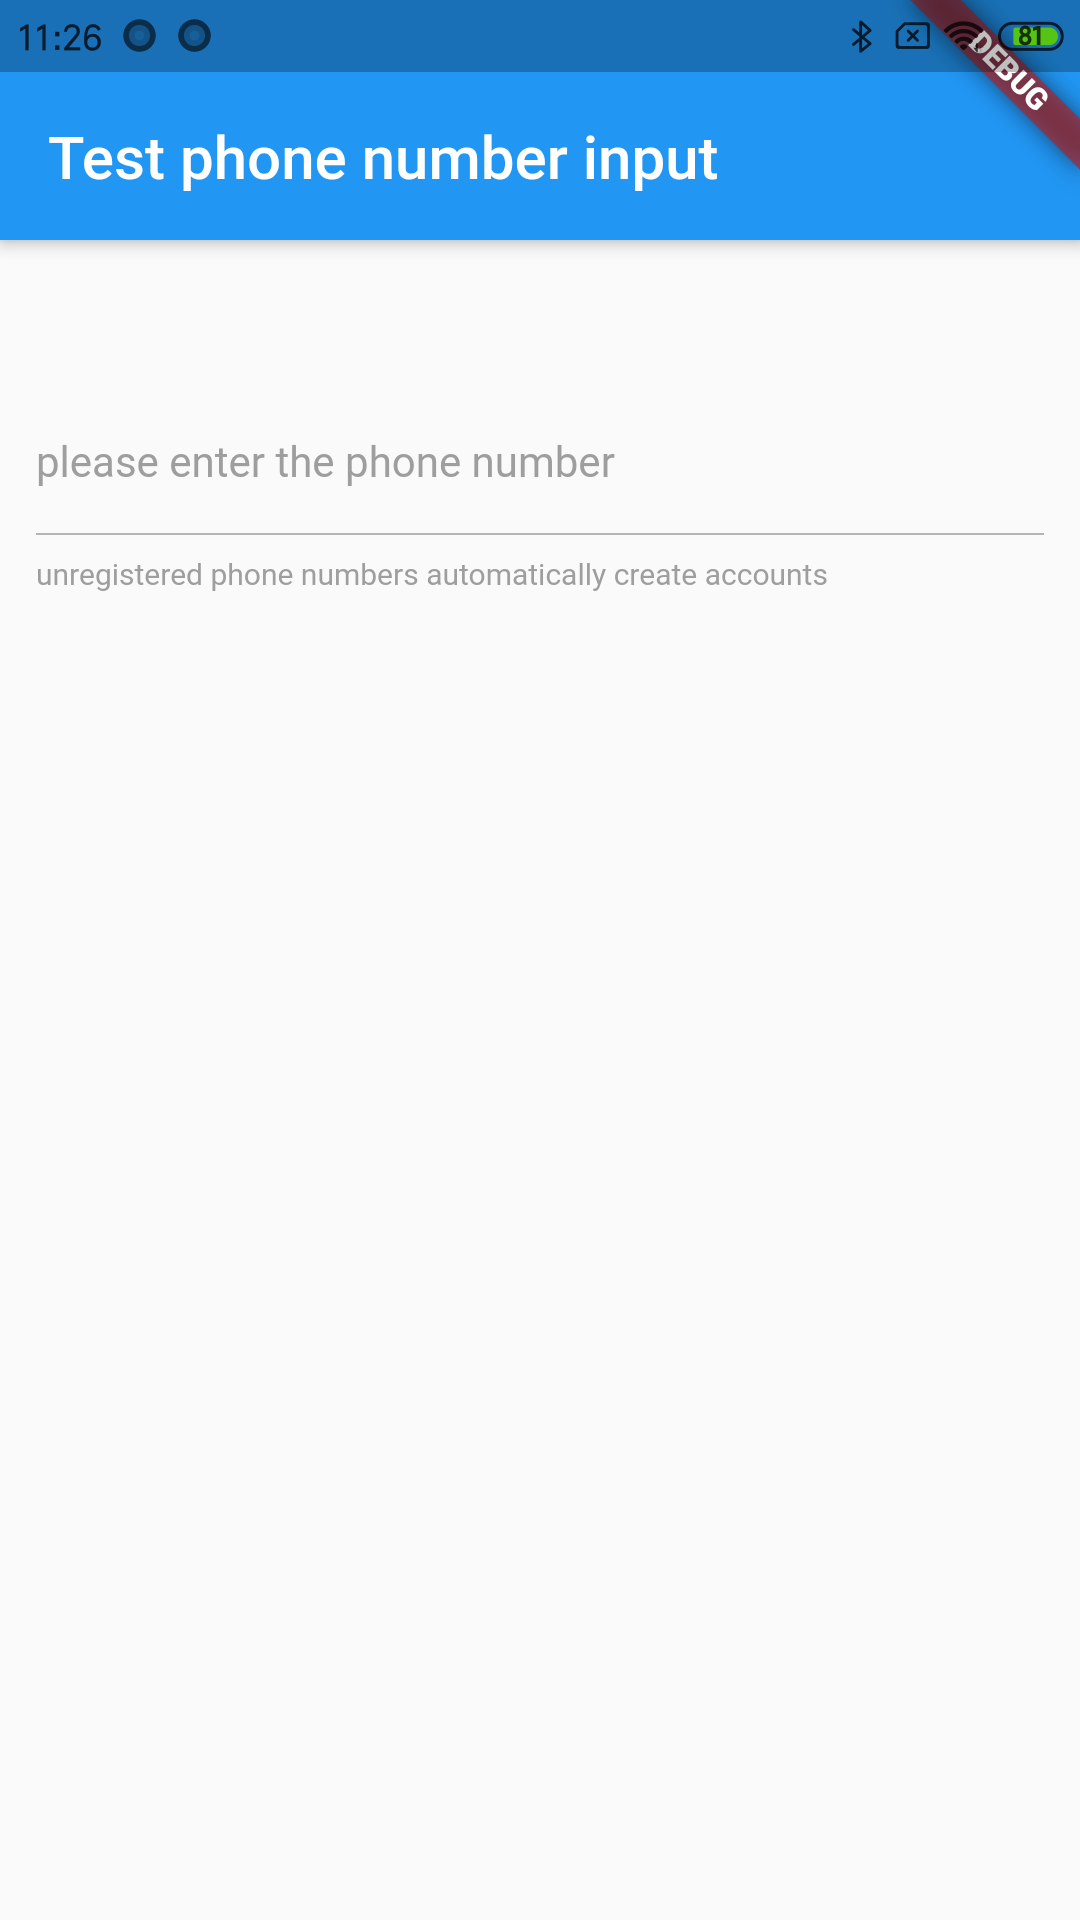 11:26
81
DEBUG
Test phone number input
please enter the phone number
unregistered phone numbers automatically create accounts